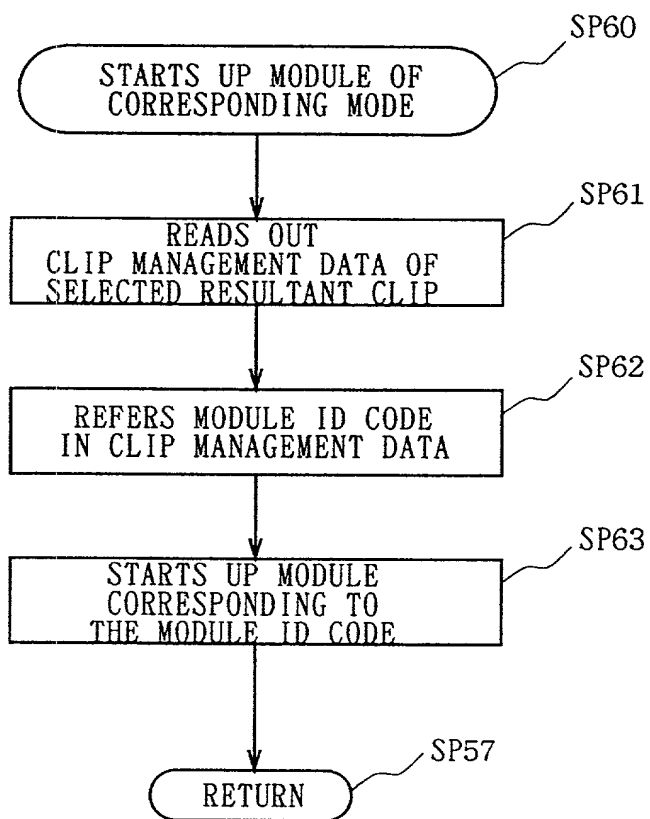 SP60
STARTS UP MODULE OF
CORRESPONDING MODE
SP61
READS OUT
CLIP MANAGEMENT DATA OF
SELECTED RESULTANT CLIP
SP62
REFERS MODULE ID CODE
IN CLIP MANAGEMENT DATA
SP63
STARTS UP MODULE
CORRESPONDING TO
THE MODULE ID CODE
SP57
RETURN